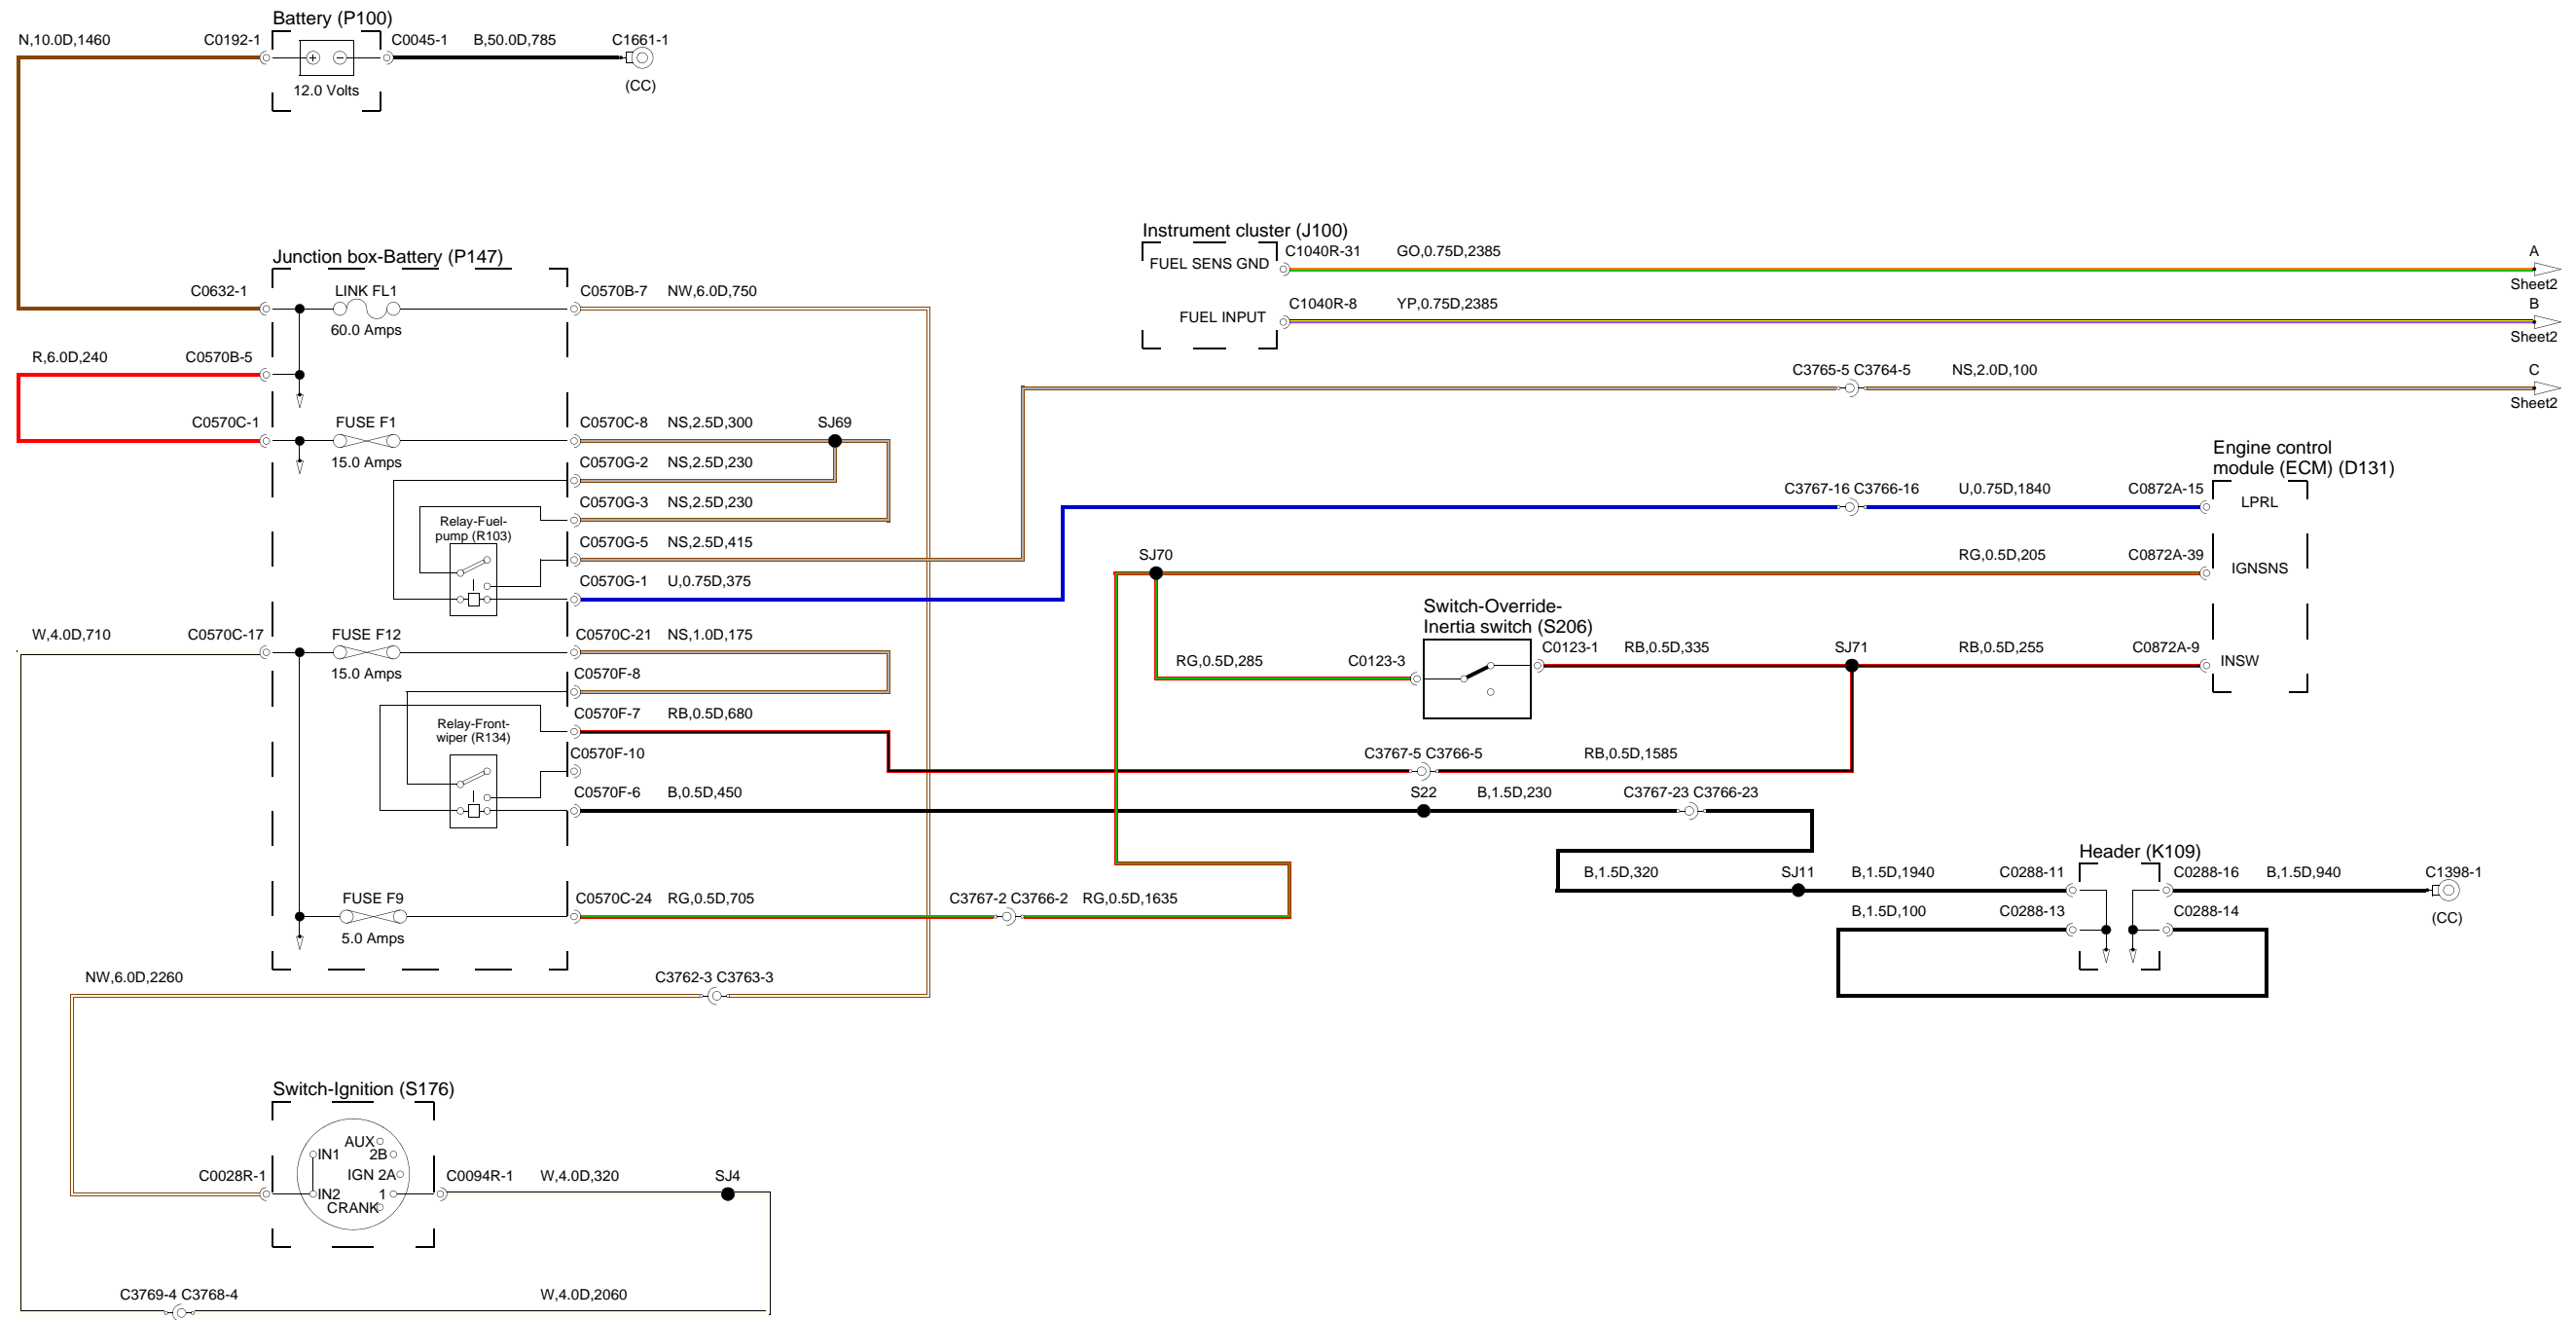 Battery (P100)
N,10.0D,1460 C0192-1 C0045-1 B,50.0D,785 C1661-1
+ −
12.0 Volts (CC)
Instrument cluster (J100)
C1040R-31 GO,0.75D,2385 A
FUEL SENS GND
Sheet2
C1040R-8 YP,0.75D,2385 B
FUEL INPUT
Sheet2
Junction box-Battery (P147)
C0632-1 LINK FL1 C0570B-7 NW,6.0D,750
60.0 Amps
R,6.0D,240 C0570B-5
C3765-5 C3764-5 NS,2.0D,100 C
Sheet2
C0570C-1 FUSE F1 C0570C-8 NS,2.5D,300 SJ69
15.0 Amps C0570G-2 NS,2.5D,230
Engine control
module (ECM) (D131)
C0570G-3 NS,2.5D,230
C3767-16 C3766-16 U,0.75D,1840 C0872A-15
LPRL
Relay-Fuel-
pump (R103)
C0570G-5 NS,2.5D,415
SJ70 RG,0.5D,205 C0872A-39
IGNSNS
C0570G-1 U,0.75D,375
Switch-Override-
Inertia switch (S206)
W,4.0D,710 C0570C-17 FUSE F12 C0570C-21 NS,1.0D,175
15.0 Amps
C0123-1 RB,0.5D,335 SJ71 RB,0.5D,255 C0872A-9
RG,0.5D,285 C0123-3 INSW
C0570F-8
C0570F-7 RB,0.5D,680
Relay-Front-
wiper (R134)
C0570F-10
C3767-5 C3766-5 RB,0.5D,1585
C0570F-6 B,0.5D,450 S22 B,1.5D,230 C3767-23 C3766-23
Header (K109)
B,1.5D,320 SJ11 B,1.5D,1940 C0288-11 C0288-16 B,1.5D,940 C1398-1
FUSE F9 C0570C-24 RG,0.5D,705 C3767-2 C3766-2 RG,0.5D,1635
5.0 Amps
B,1.5D,100 C0288-13 C0288-14 (CC)
NW,6.0D,2260 C3762-3 C3763-3
Switch-Ignition (S176)
AUX
IN1 2B
IGN 2A
C0028R-1 IN2 1 C0094R-1 W,4.0D,320 SJ4
CRANK
C3769-4 C3768-4 W,4.0D,2060